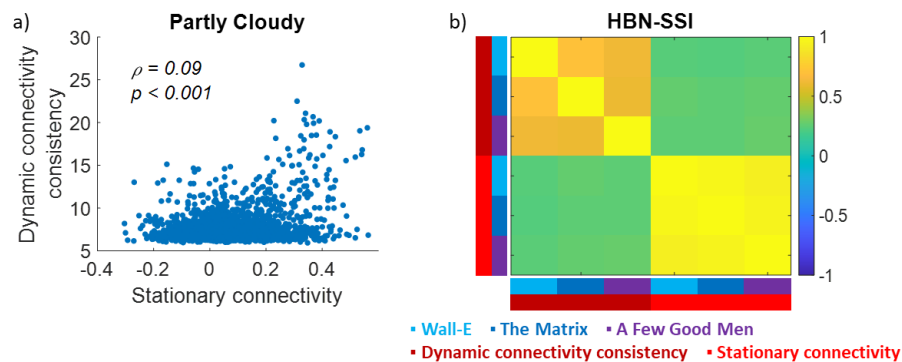 a)
Partly Cloudy
30
25
20
15
10
5
ρ = 0.09
p < 0.001
Dynamic connectivity
consistency
-0.4 -0.2 0 0.2 0.4
Stationary connectivity
b)
HBN-SSI
1
0.5
0
-0.5
-1
▪ Wall-E ▪ The Matrix ▪ A Few Good Men
▪ Dynamic connectivity consistency ▪ Stationary connectivity